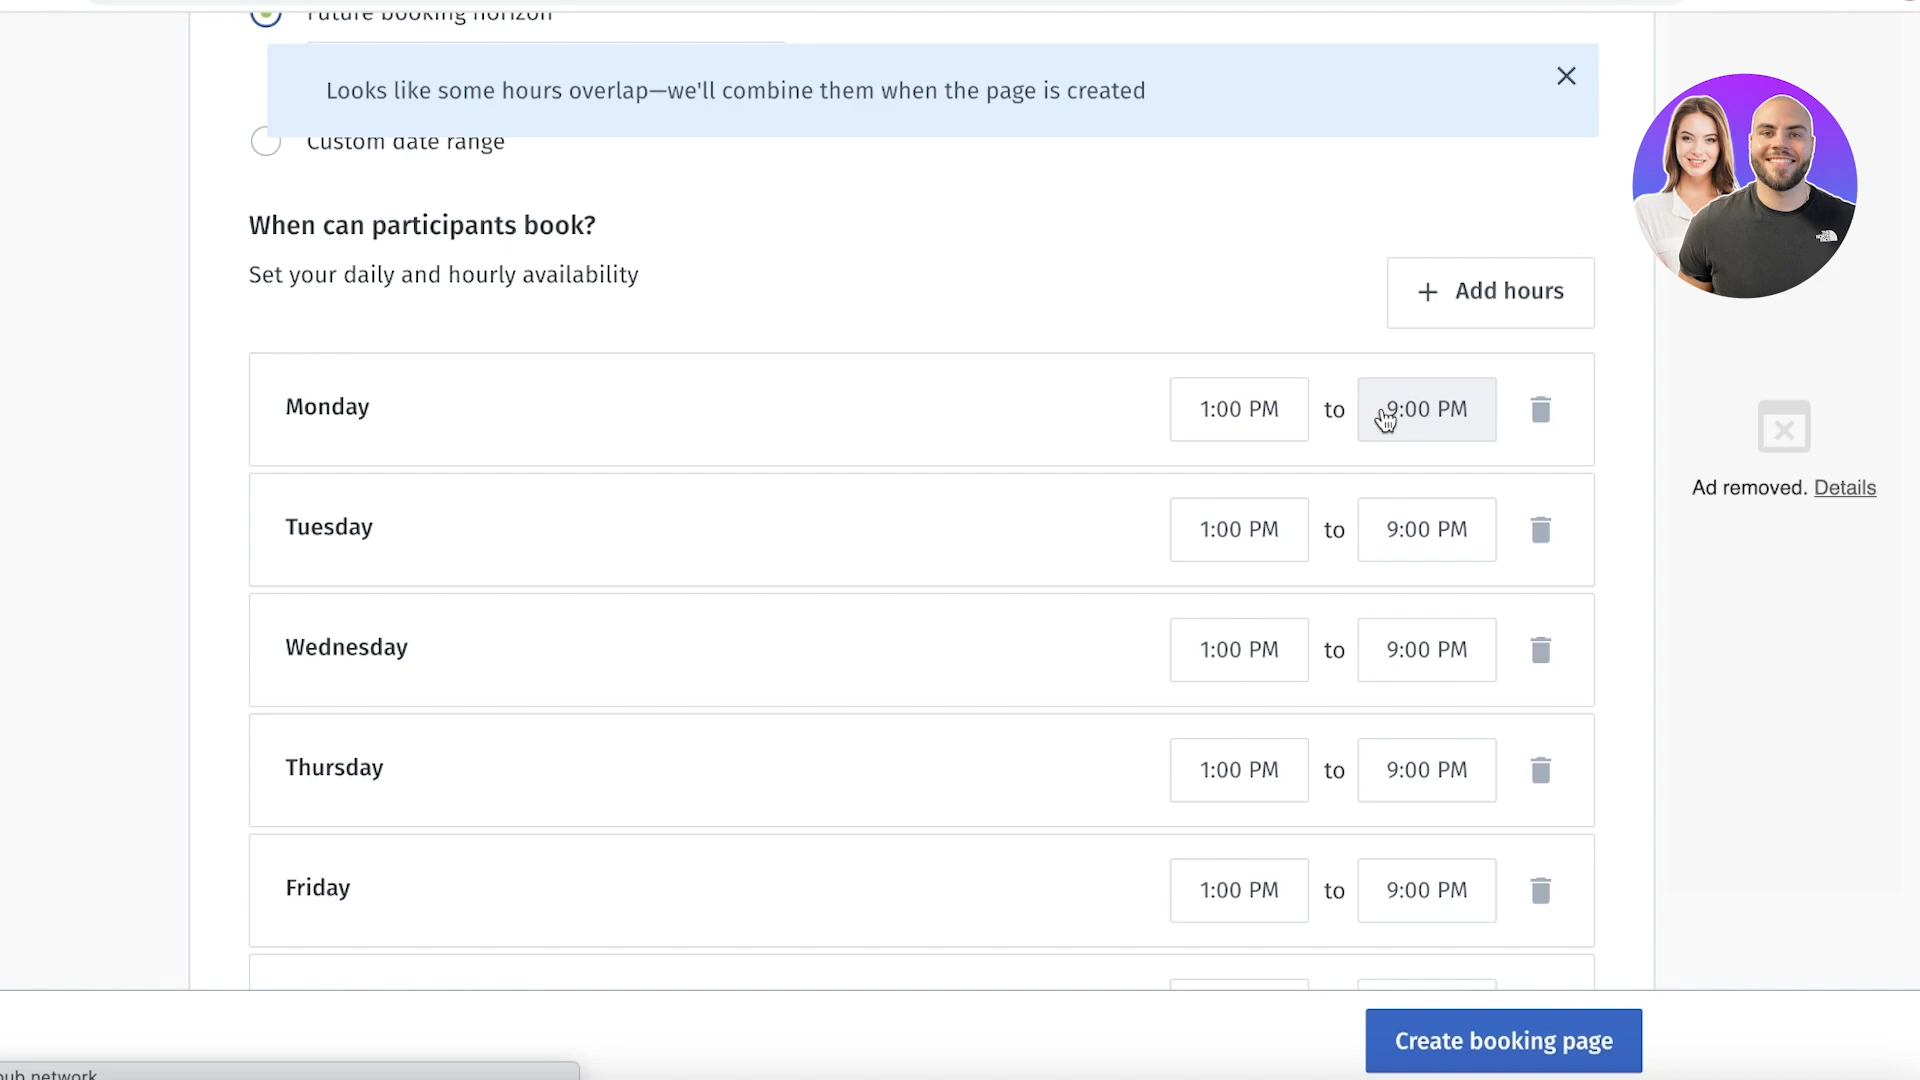 Future booking horizon
Looks like some hours overlap—we'll combine them when the page is created
Custom date range
When can participants book?
Set your daily and hourly availability
+ Add hours
Monday 1:00 PM to 9:00 PM
Tuesday 1:00 PM to 9:00 PM
Wednesday 1:00 PM to 9:00 PM
Thursday 1:00 PM to 9:00 PM
Friday 1:00 PM to 9:00 PM
Ad removed. Details
Create booking page
network